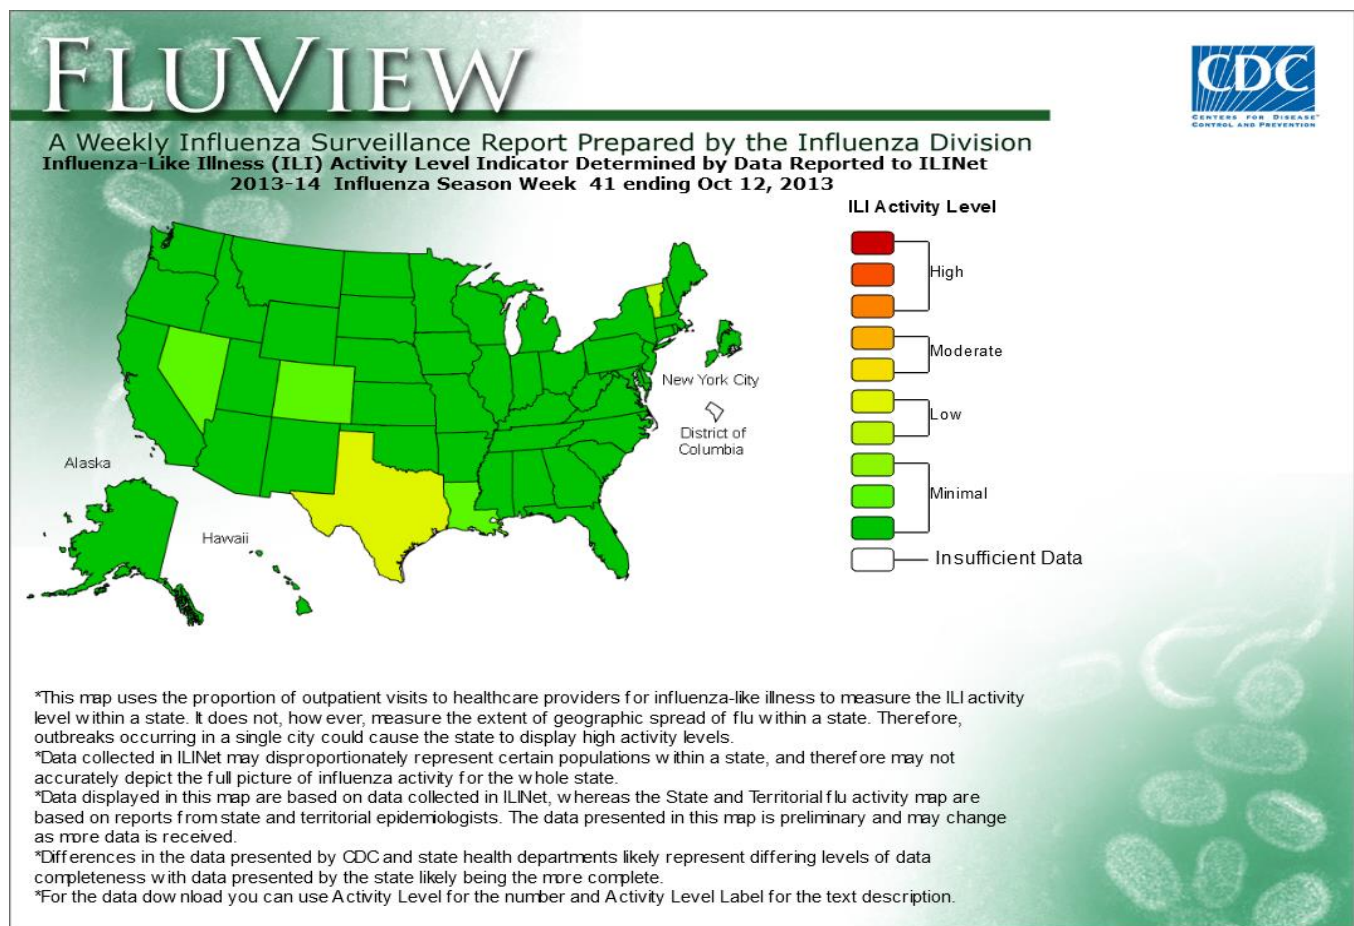 FLUVIEW
CDC
CENTERS FOR DISEASE™
CONTROL AND PREVENTION
A Weekly Influenza Surveillance Report Prepared by the Influenza Division
Influenza-Like Illness (ILI) Activity Level Indicator Determined by Data Reported to ILINet
2013-14 Influenza Season Week 41 ending Oct 12, 2013
ILI Activity Level
High
Moderate
Low
Minimal
Insufficient Data
New York City
District of
Columbia
Alaska
Hawaii
*This map uses the proportion of outpatient visits to healthcare providers for influenza-like illness to measure the ILI activity
level within a state. It does not, however, measure the extent of geographic spread of flu within a state. Therefore,
outbreaks occurring in a single city could cause the state to display high activity levels.
*Data collected in ILINet may disproportionately represent certain populations within a state, and therefore may not
accurately depict the full picture of influenza activity for the whole state.
*Data displayed in this map are based on data collected in ILINet, whereas the State and Territorial flu activity map are
based on reports from state and territorial epidemiologists. The data presented in this map is preliminary and may change
as more data is received.
*Differences in the data presented by CDC and state health departments likely represent differing levels of data
completeness with data presented by the state likely being the more complete.
*For the data download you can use Activity Level for the number and Activity Level Label for the text description.